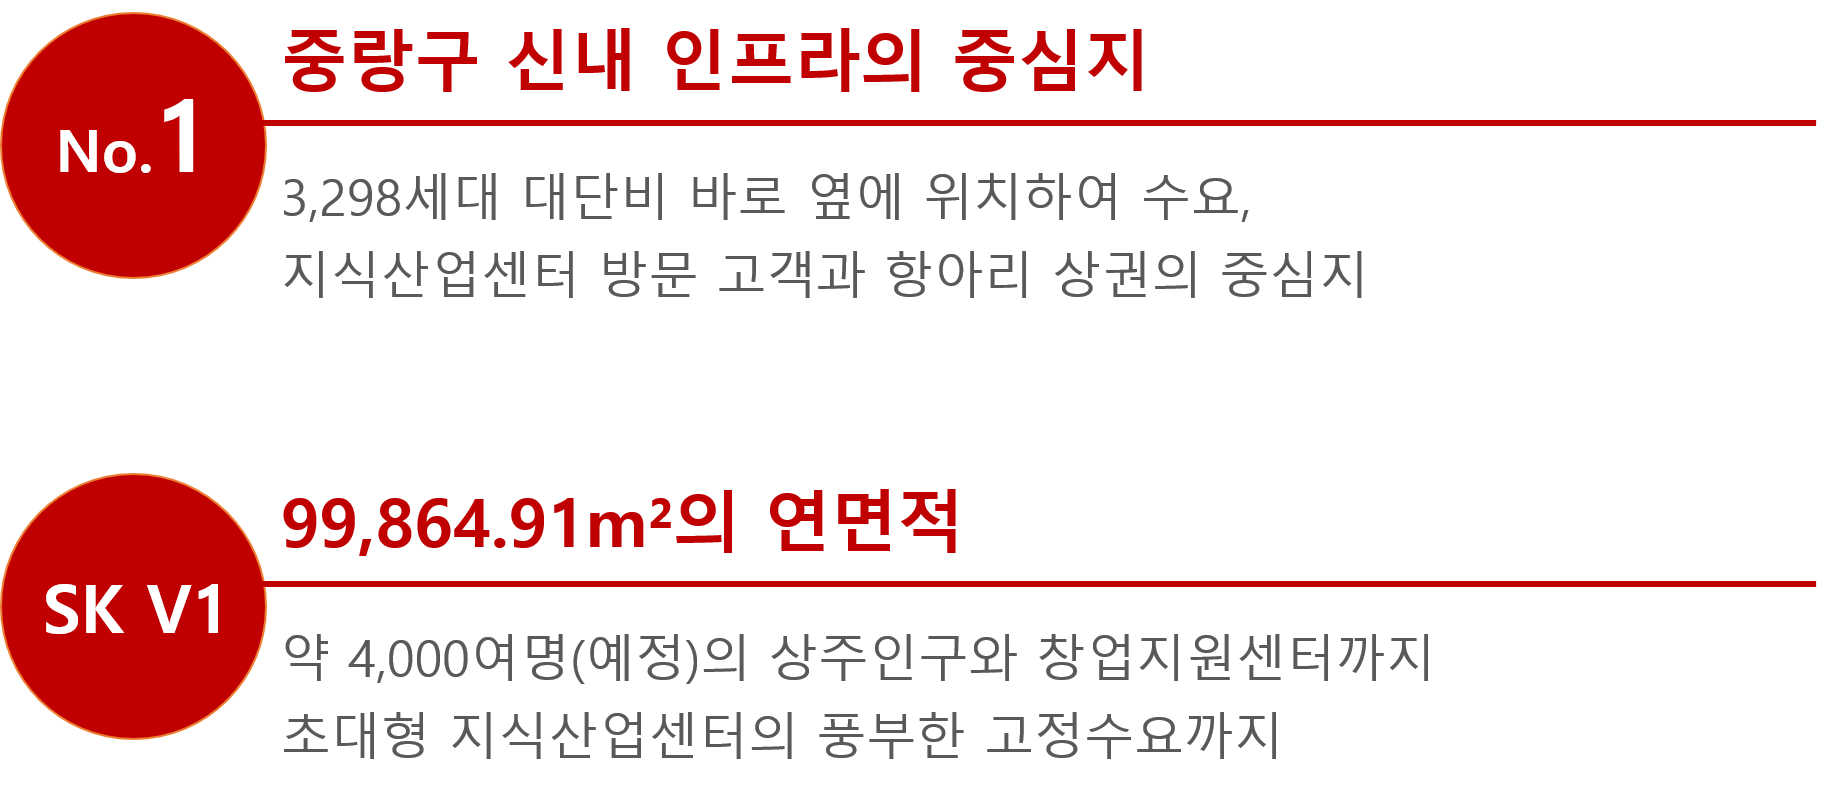 No.1
중랑구 신내 인프라의 중심지
3,298세대 대단비 바로 옆에 위치하여 수요,
지식산업센터 방문 고객과 항아리 상권의 중심지
SK V1
99,864.91m²의 연면적
약 4,000여명(예정)의 상주인구와 창업지원센터까지
초대형 지식산업센터의 풍부한 고정수요까지